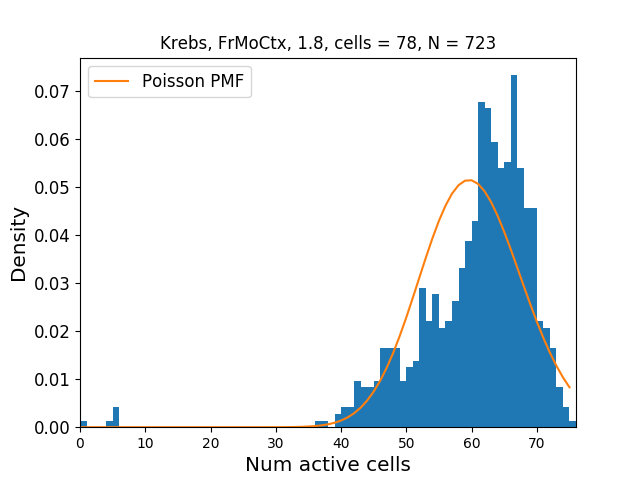 Krebs, FrMoCtx, 1.8, cells = 78, N = 723
Poisson PMF
Density
0.07
0.06
0.05
0.04
0.03
0.02
0.01
0.00
0 10 20 30 40 50 60 70
Num active cells